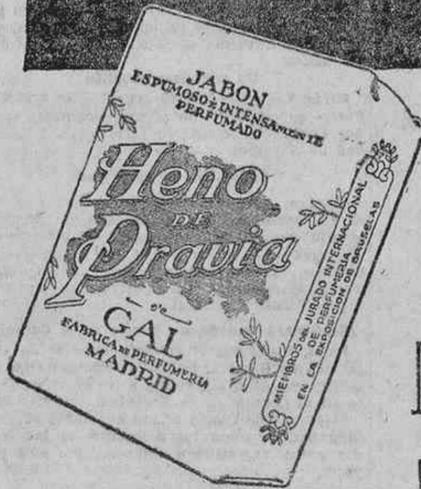 JABON
ESPUMOSO É INTENSAMENTE
PERFUMADO
Heno
DE
Pravia
DE
GAL
FABRICA DE PERFUMERIA
MADRID
MIEMBROS DEL JURADO INTERNACIONAL
DE PERFUMERIA
EN LA EXPOSICION DE BRUSELAS